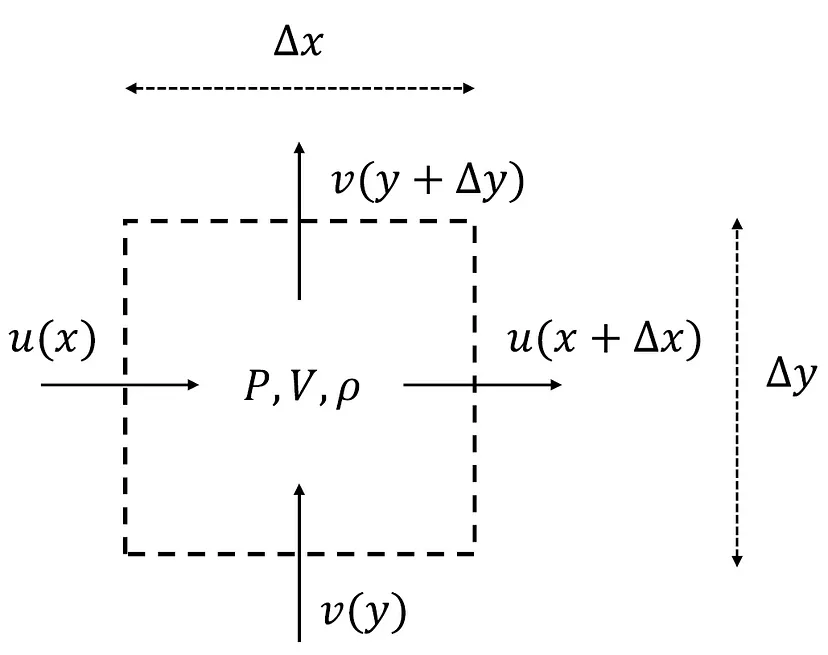 Δx
v(y + Δy)
u(x)
u(x + Δx)
P, V, ρ
Δy
v(y)